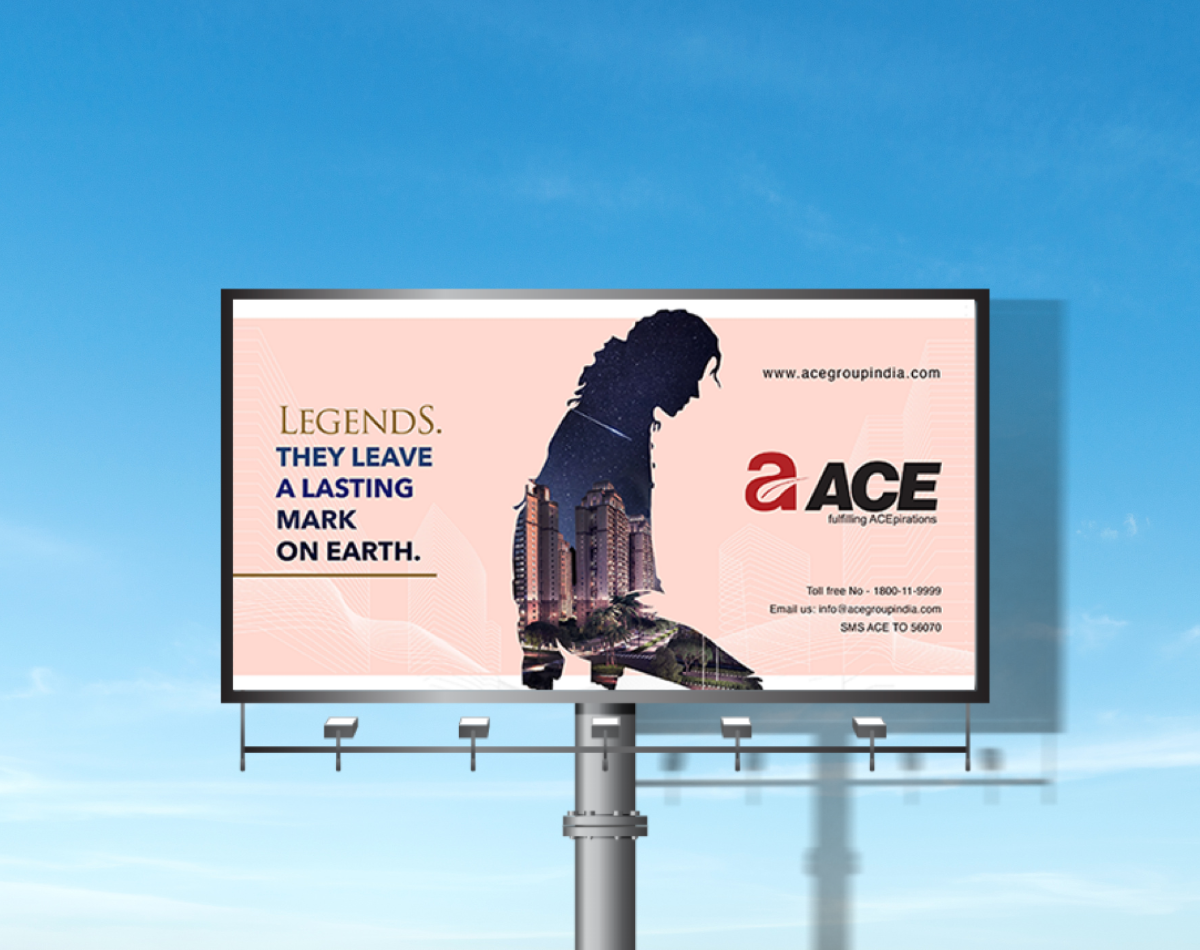 LEGENDS.
THEY LEAVE
A LASTING
MARK
ON EARTH.
www.acegroupindia.com
a ACE
fulfilling ACEpirations
Toll free No - 1800-11-9999
Email us: info@acegroupindia.com
SMS ACE TO 56070